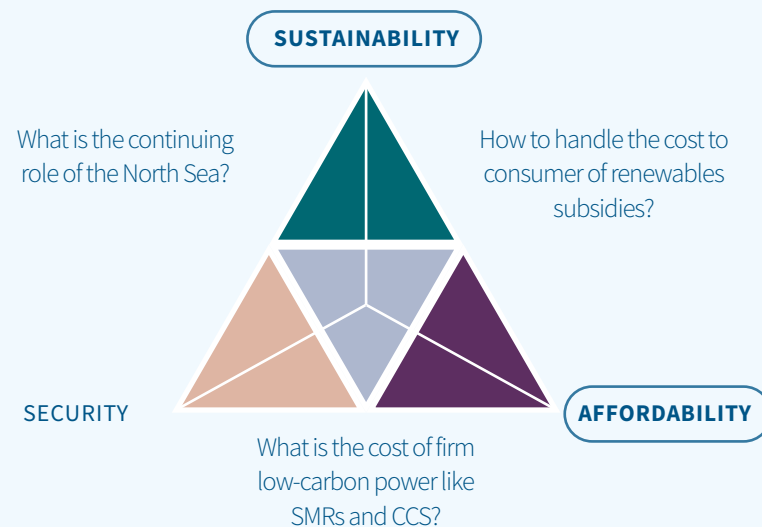 SUSTAINABILITY
What is the continuing
role of the North Sea?
How to handle the cost to
consumer of renewables
subsidies?
SECURITY
AFFORDABILITY
What is the cost of firm
low-carbon power like
SMRs and CCS?